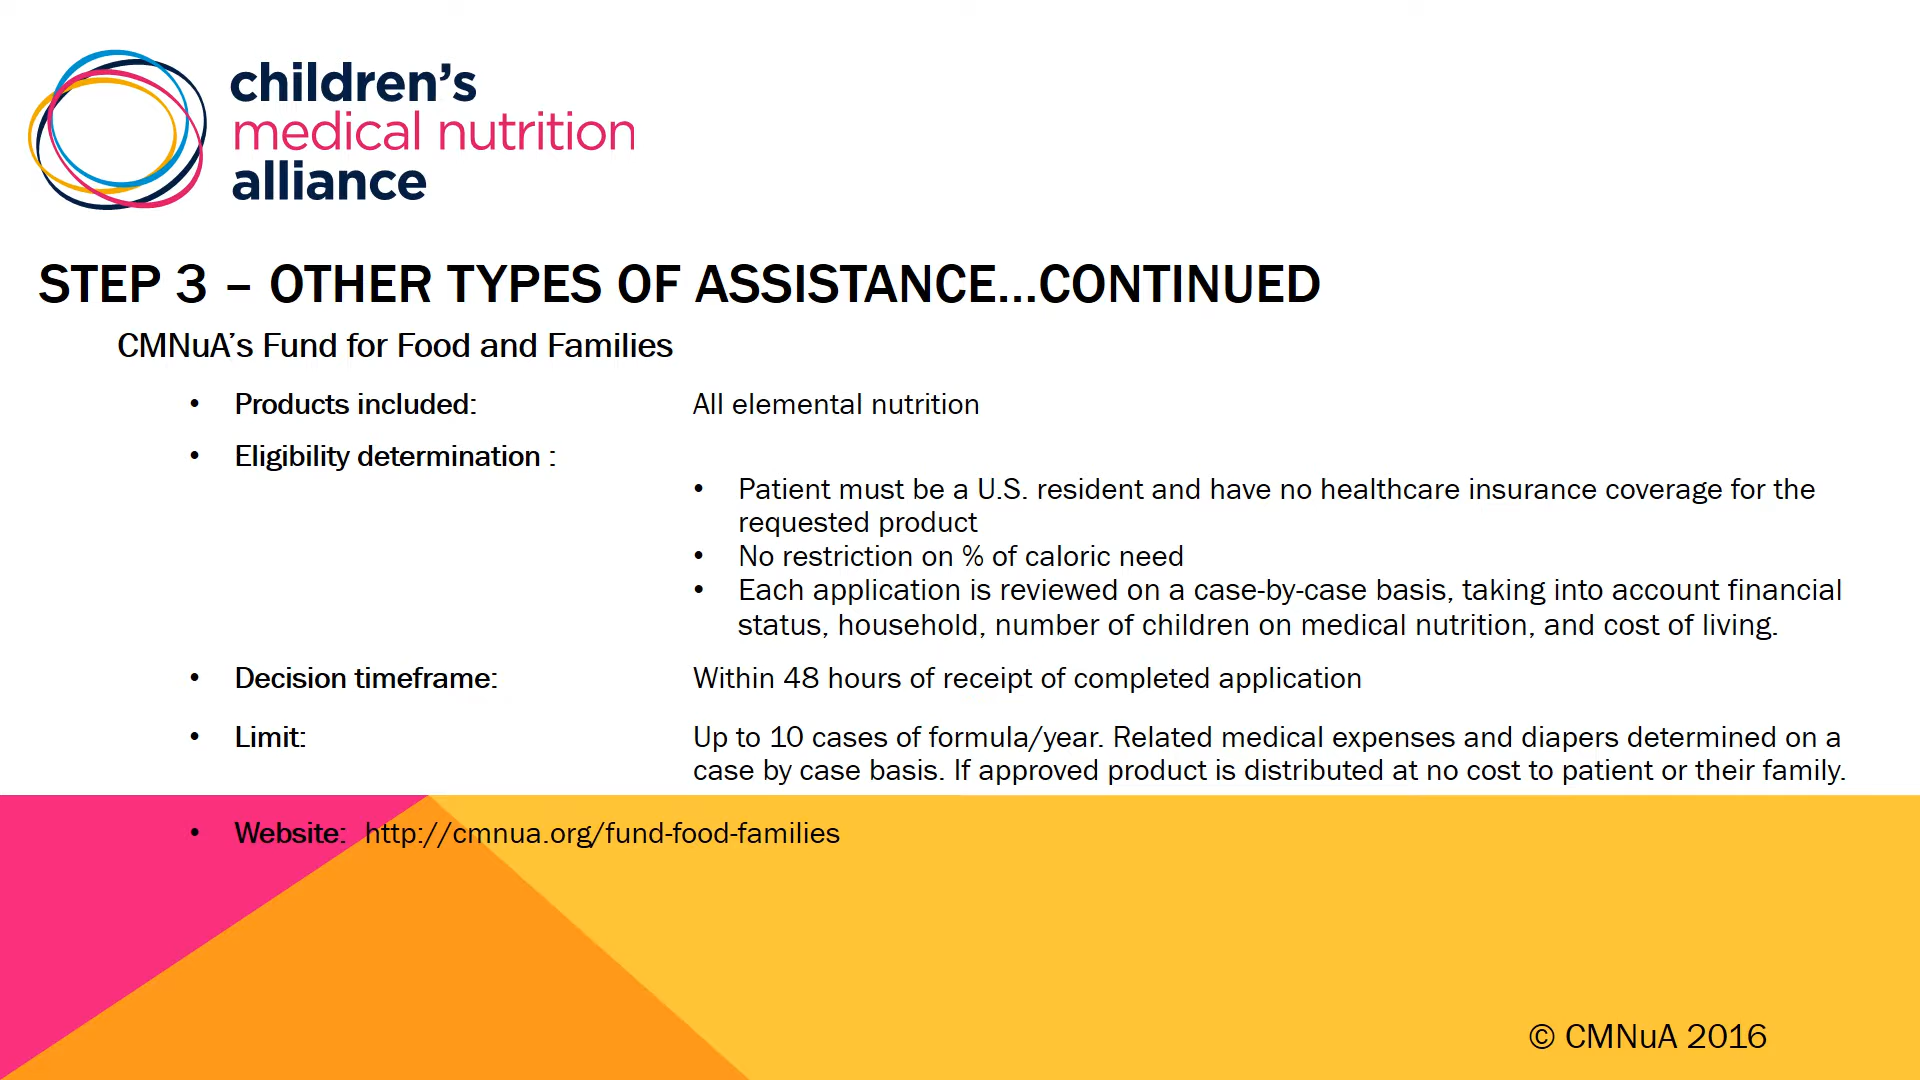 children's
medical nutrition
alliance
STEP 3 – OTHER TYPES OF ASSISTANCE...CONTINUED
CMNuA's Fund for Food and Families
• Products included: All elemental nutrition
• Eligibility determination :
• Patient must be a U.S. resident and have no healthcare insurance coverage for the
requested product
• No restriction on % of caloric need
• Each application is reviewed on a case-by-case basis, taking into account financial
status, household, number of children on medical nutrition, and cost of living.
• Decision timeframe: Within 48 hours of receipt of completed application
• Limit: Up to 10 cases of formula/year. Related medical expenses and diapers determined on a
case by case basis. If approved product is distributed at no cost to patient or their family.
• Website: http://cmnua.org/fund-food-families
© CMNuA 2016